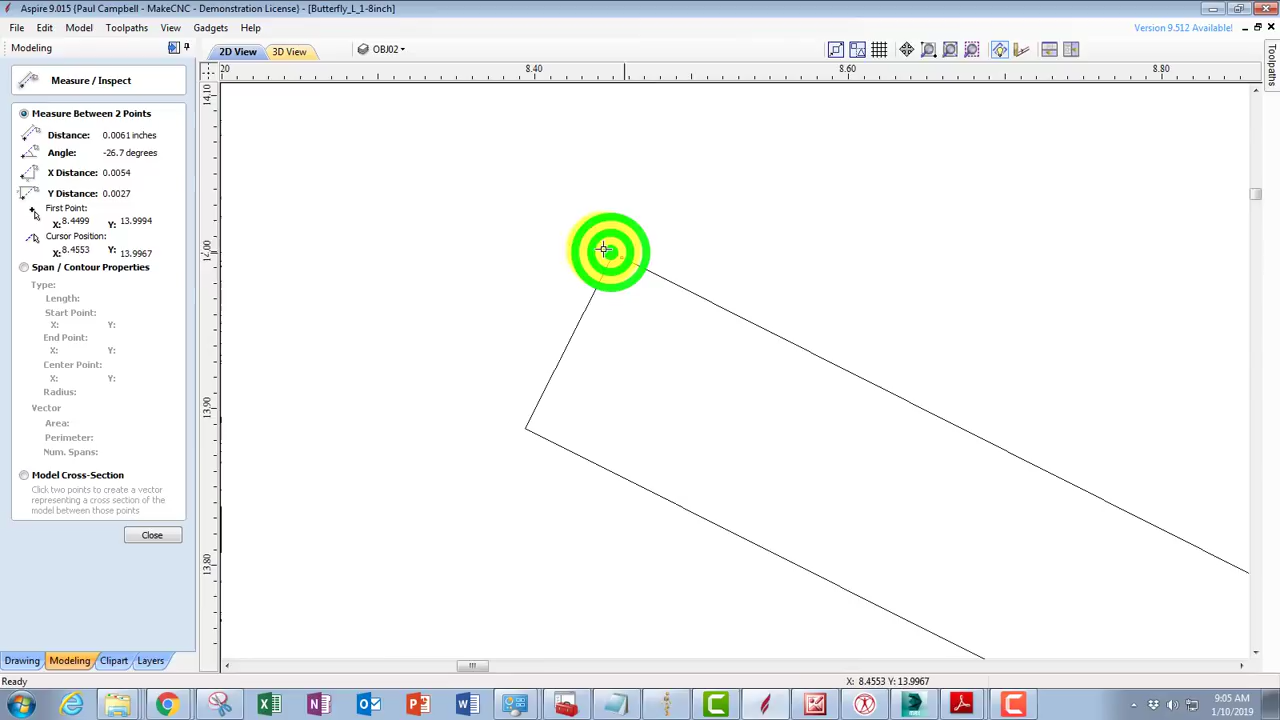 Aspire 9.015 {Paul Campbell - MakeCNC - Demonstration License} - [Butterfly_L_1-8inch]
File Edit Model Toolpaths View Gadgets Help
Version 9.512 Available!
Modeling
2D View 3D View OBJ02
Toolpaths
Measure / Inspect
20 8.40 8.60 8.80
14.10
14.00
13.90
13.80
Measure Between 2 Points
Distance: 0.0061 inches
Angle: -26.7 degrees
X Distance: 0.0054
Y Distance: 0.0027
First Point:
X: 8.4499 Y: 13.9994
Cursor Position:
X: 8.4553 Y: 13.9967
Span / Contour Properties
Type:
Length:
Start Point:
X: Y:
End Point:
X: Y:
Center Point:
X: Y:
Radius:
Vector
Area:
Perimeter:
Num. Spans:
Model Cross-Section
Click two points to create a vector
representing a cross section of the
model between those points
Close
Drawing Modeling Clipart Layers
Ready
X: 8.4553 Y: 13.9967
9:05 AM
1/10/2019